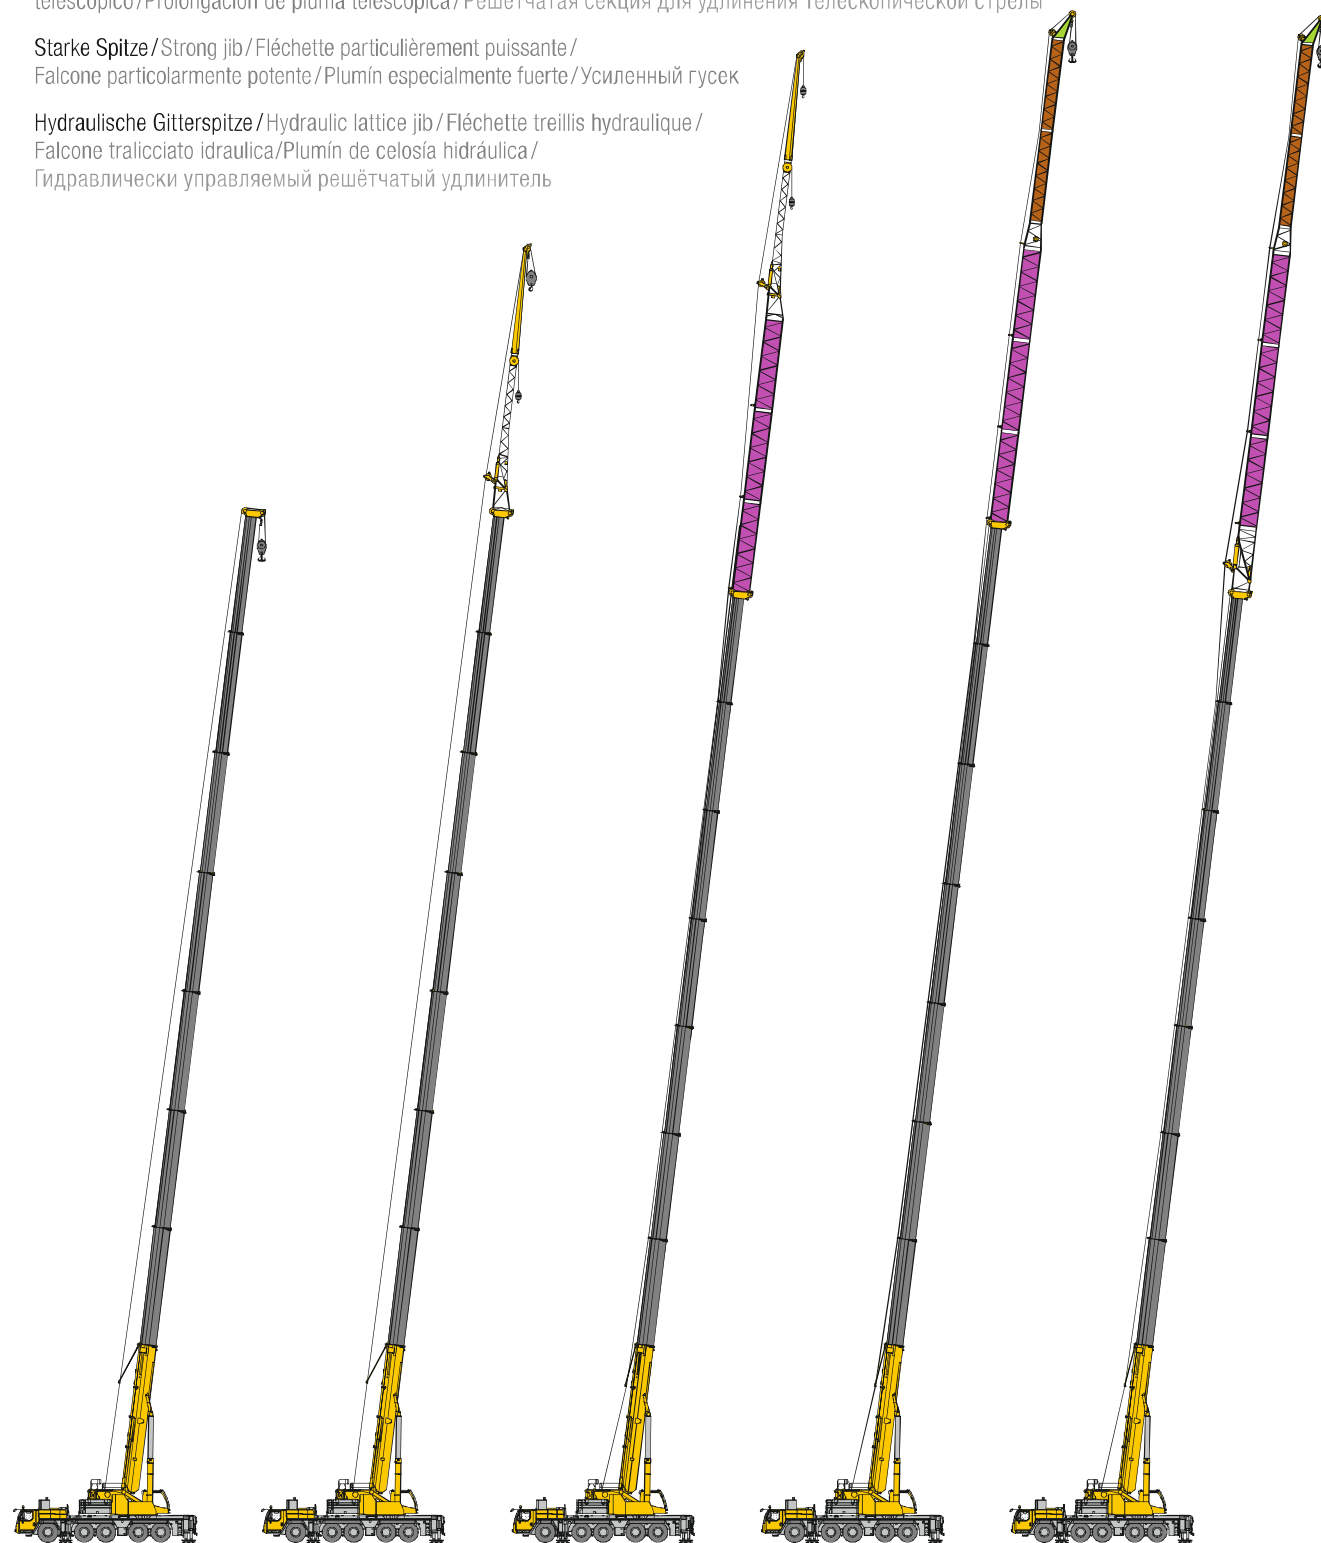 telescopico/Prolongación de pluma telescópica/Решётчатая секция для удлинения телескопической стрелы
Starke Spitze/Strong jib/Fléchette particulièrement puissante/
Falcone particolarmente potente/Plumín especialmente fuerte/Усиленный гусек
Hydraulische Gitterspitze/Hydraulic lattice jib/Fléchette treillis hydraulique/
Falcone tralicciato idraulica/Plumín de celosía hidráulica/
Гидравлически управляемый решётчатый удлинитель